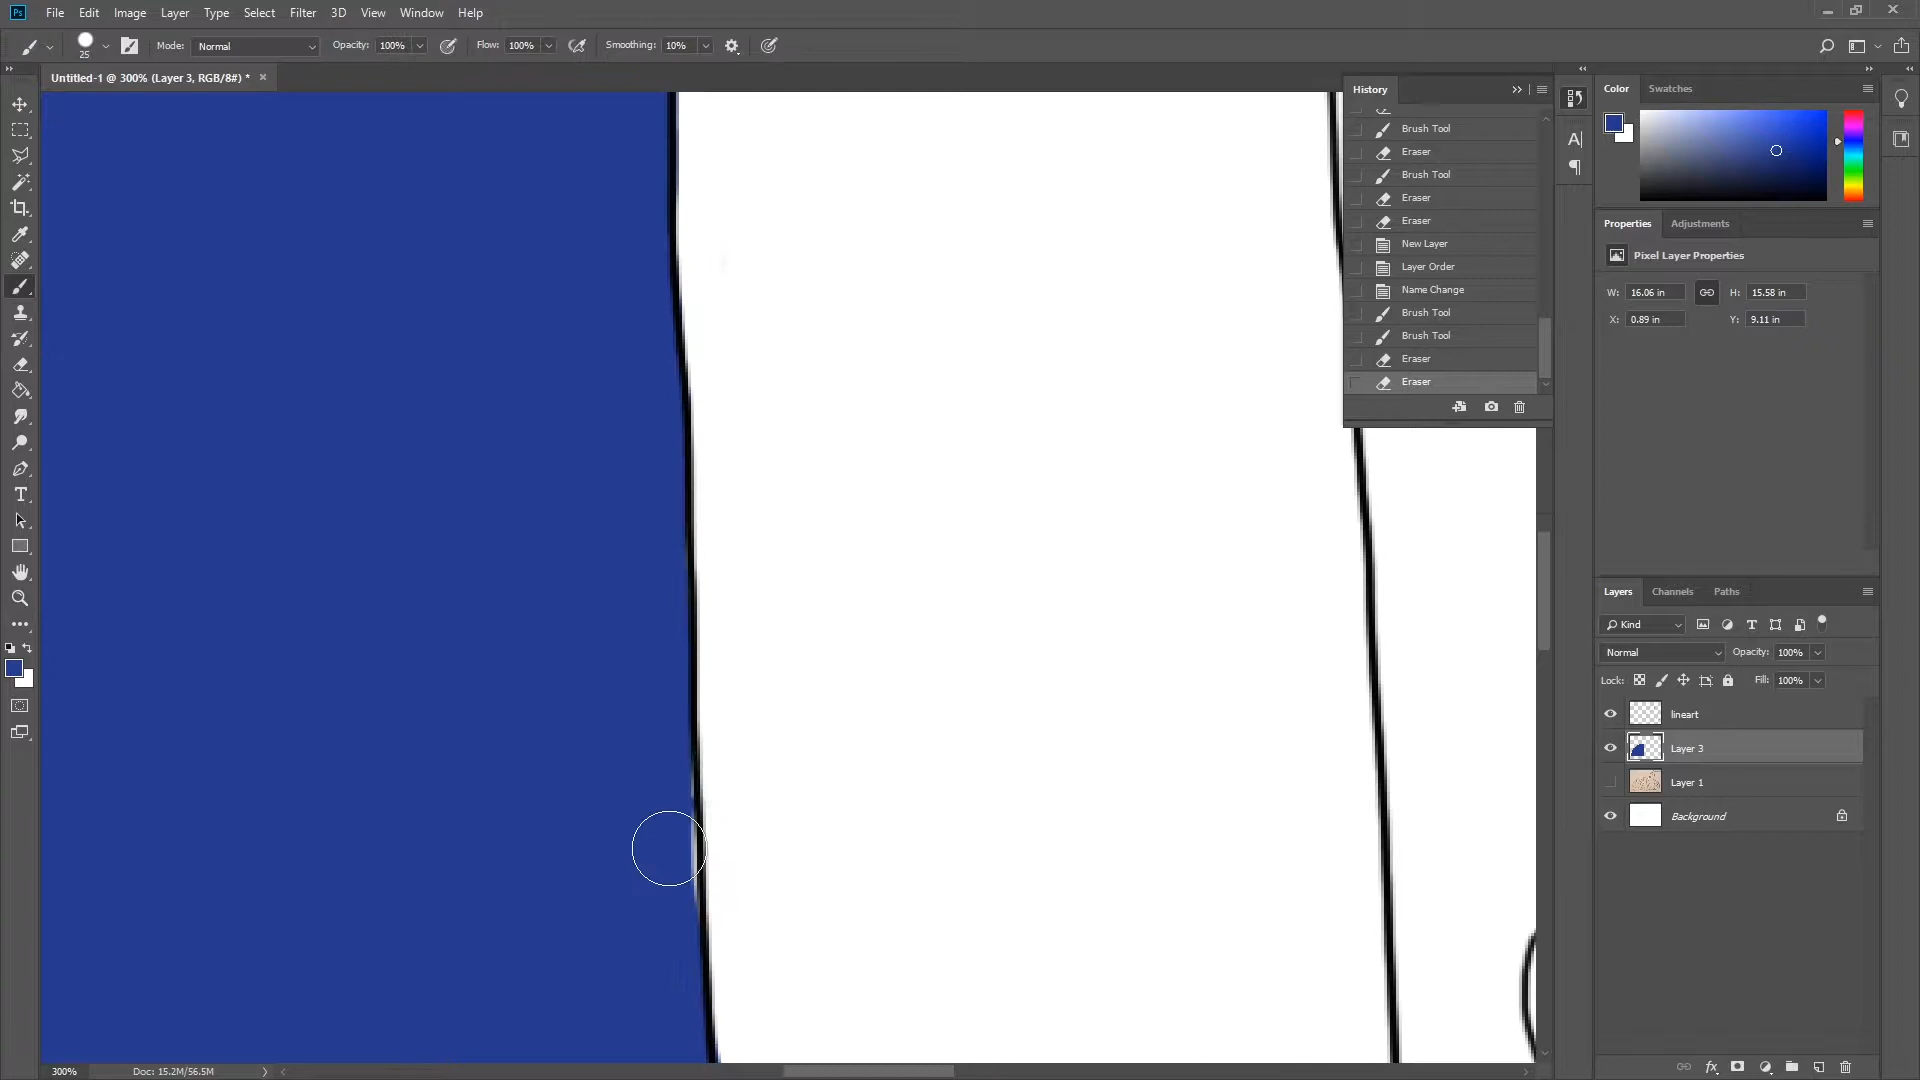 Ps File Edit Image Layer Type Select Filter 3D View Window Help
25 Mode: Normal Opacity: 100% Flow: 100% Smoothing: 10%
Untitled-1 @ 300% (Layer 3, RGB/8#) * ×
History
Brush Tool
Eraser
Brush Tool
Eraser
Eraser
New Layer
Layer Order
Name Change
Brush Tool
Brush Tool
Eraser
Eraser
Color Swatches
Properties Adjustments
Pixel Layer Properties
W: 16.06 in H: 15.58 in
X: 0.89 in Y: 9.11 in
Layers Channels Paths
Kind
Normal Opacity: 100%
Lock: Fill: 100%
lineart
Layer 3
Layer 1
Background
fx
300% Doc: 15.2M/56.5M